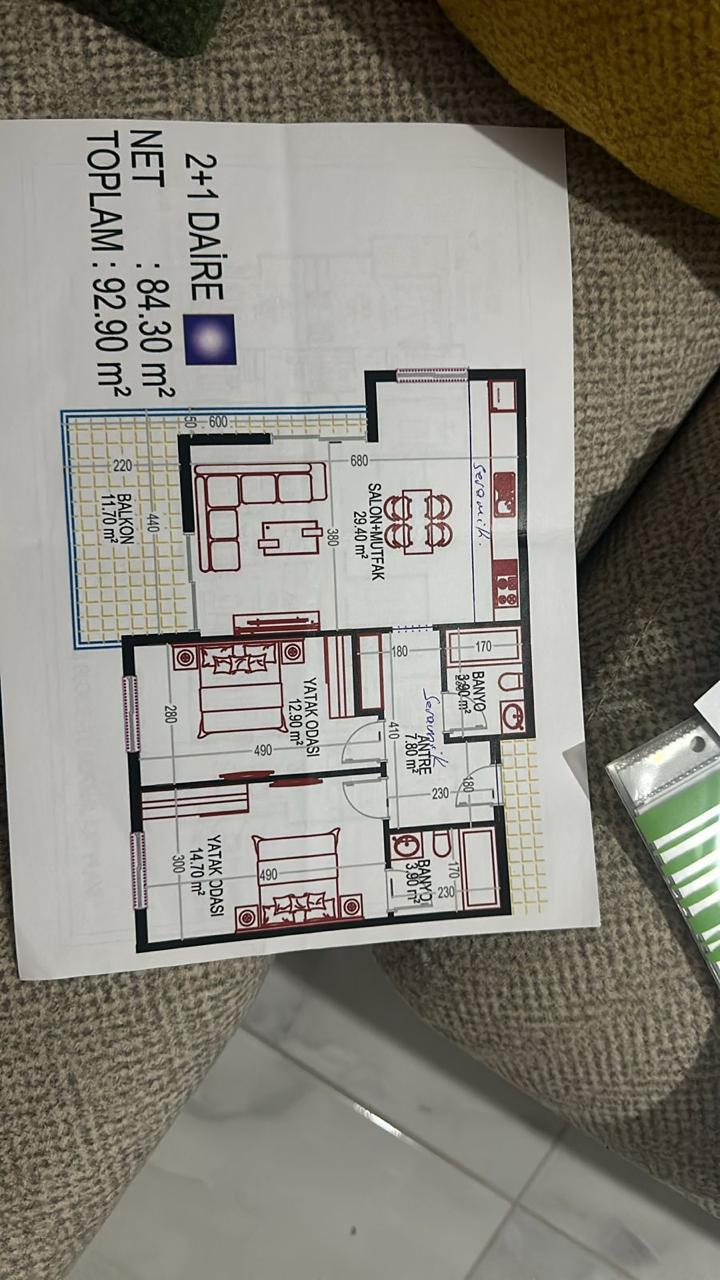 2+1 DAİRE
NET : 84.30 m²
TOPLAM : 92.90 m²
600
50
680
220
440
BALKON
11.70 m²
380
SALON+MUTFAK
29.40 m²
seramik.
180
170
BANYO
3.90 m²
YATAK ODASI
12.90 m²
280
490
410
seramik
ANTRE
7.80 m²
180
230
YATAK ODASI
14.70 m²
300
490
BANYO
3.90 m²
170
230